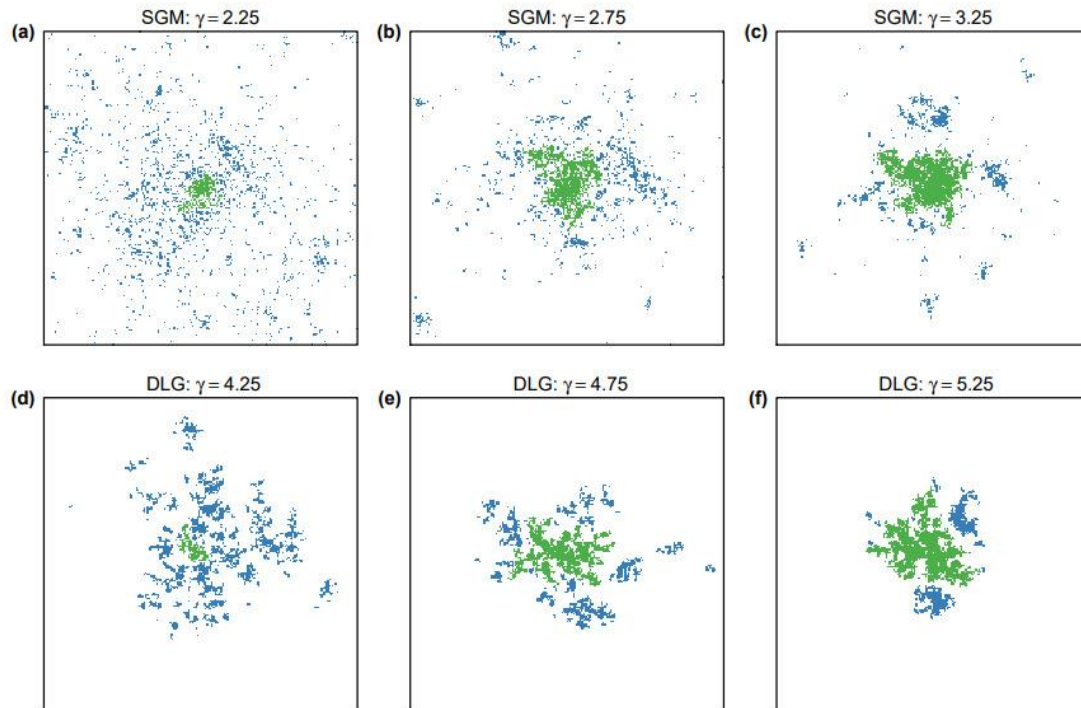 (a) SGM: γ = 2.25
(b) SGM: γ = 2.75
(c) SGM: γ = 3.25
(d) DLG: γ = 4.25
(e) DLG: γ = 4.75
(f) DLG: γ = 5.25